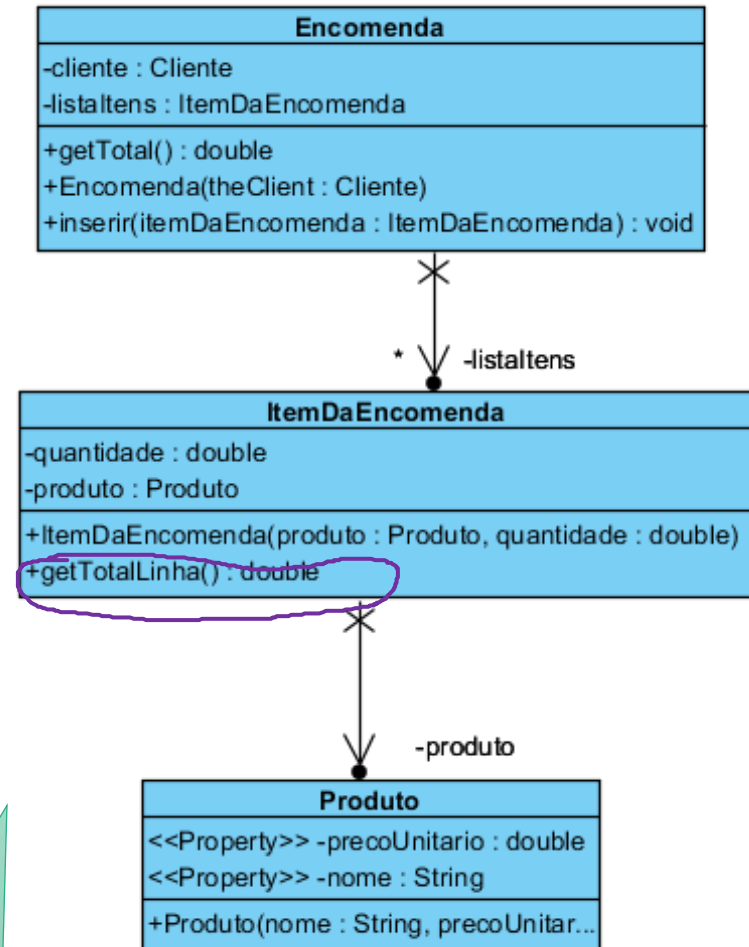 Encomenda
-cliente : Cliente
-listaItens : ItemDaEncomenda
+getTotal() : double
+Encomenda(theClient : Cliente)
+inserir(itemDaEncomenda : ItemDaEncomenda) : void
* -listaItens
ItemDaEncomenda
-quantidade : double
-produto : Produto
+ItemDaEncomenda(produto : Produto, quantidade : double)
+getTotalLinha() : double
-produto
Produto
<<Property>> -precoUnitario : double
<<Property>> -nome : String
+Produto(nome : String, precoUnitar...